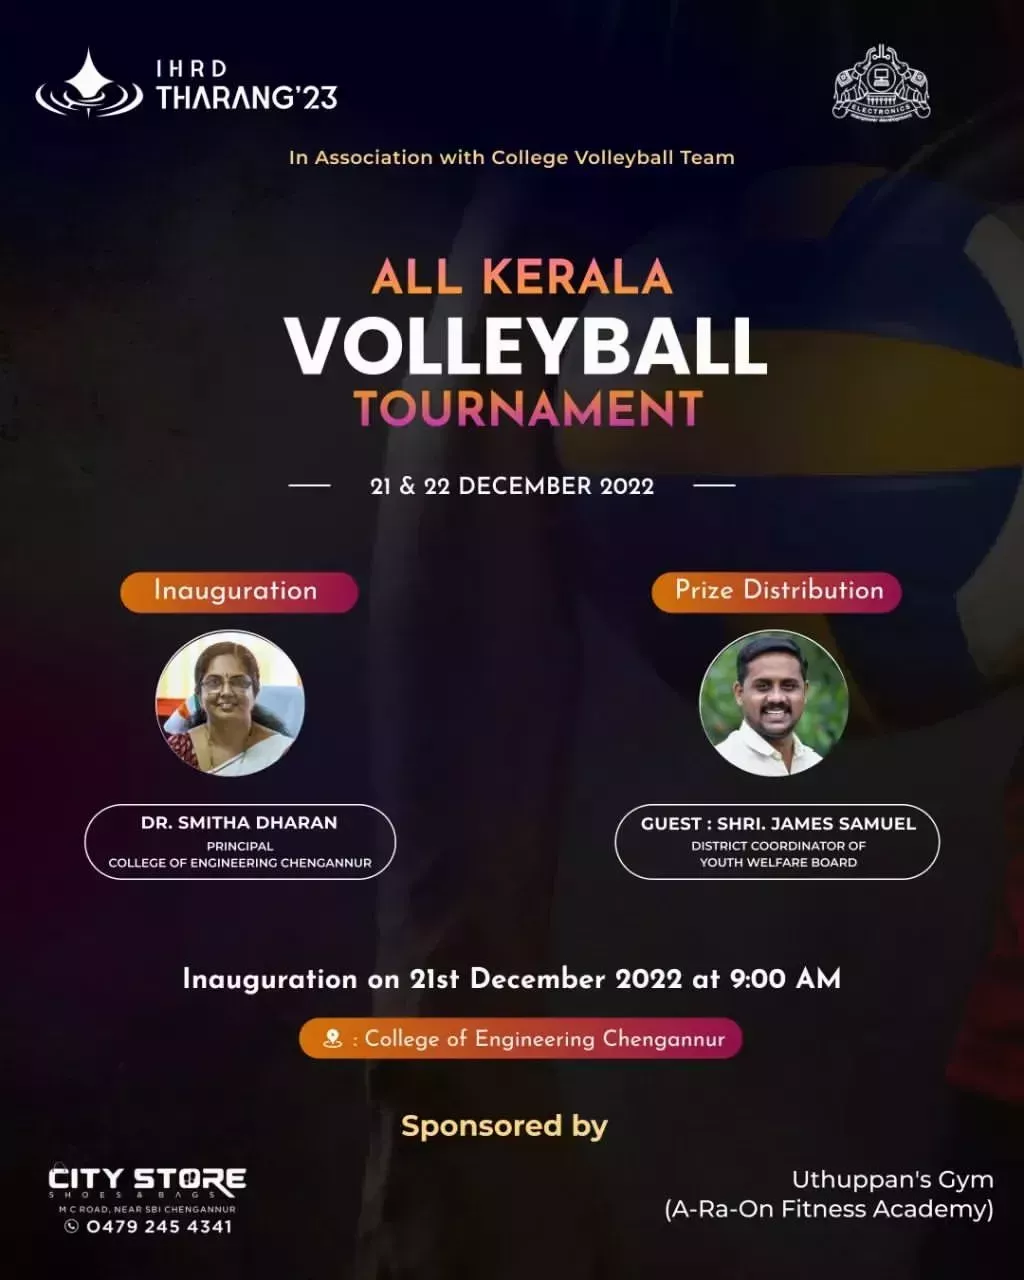 IHRD
THARANG'23
ELECTRONICS
In Association with College Volleyball Team
ALL KERALA
VOLLEYBALL
TOURNAMENT
21 & 22 DECEMBER 2022
Inauguration
Prize Distribution
DR. SMITHA DHARAN
PRINCIPAL
COLLEGE OF ENGINEERING CHENGANNUR
GUEST : SHRI. JAMES SAMUEL
DISTRICT COORDINATOR OF
YOUTH WELFARE BOARD
Inauguration on 21st December 2022 at 9:00 AM
: College of Engineering Chengannur
Sponsored by
CITY STORE
SHOES & BAGS
M C ROAD, NEAR SBI CHENGANNUR
0479 245 4341
Uthuppan's Gym
(A-Ra-On Fitness Academy)